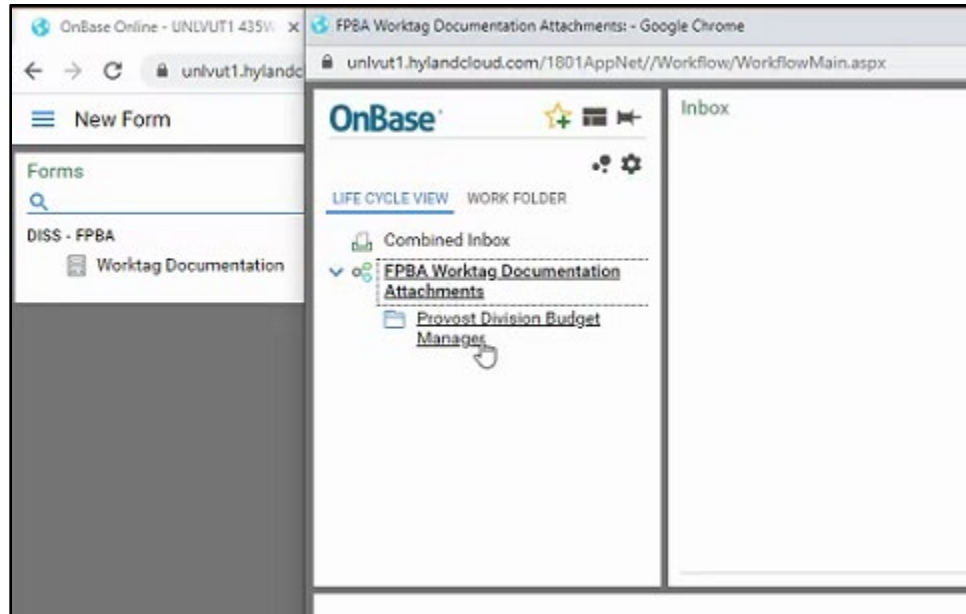 OnBase Online - UNLVUT1 435W
FPBA Worktag Documentation Attachments: - Google Chrome
unlvut1.hylandc
unlvut1.hylandcloud.com/1801AppNet//Workflow/WorkflowMain.aspx
New Form
Forms
DISS - FPBA
Worktag Documentation
OnBase
LIFE CYCLE VIEW WORK FOLDER
Combined Inbox
FPBA Worktag Documentation
Attachments
Provost Division Budget
Manager
Inbox